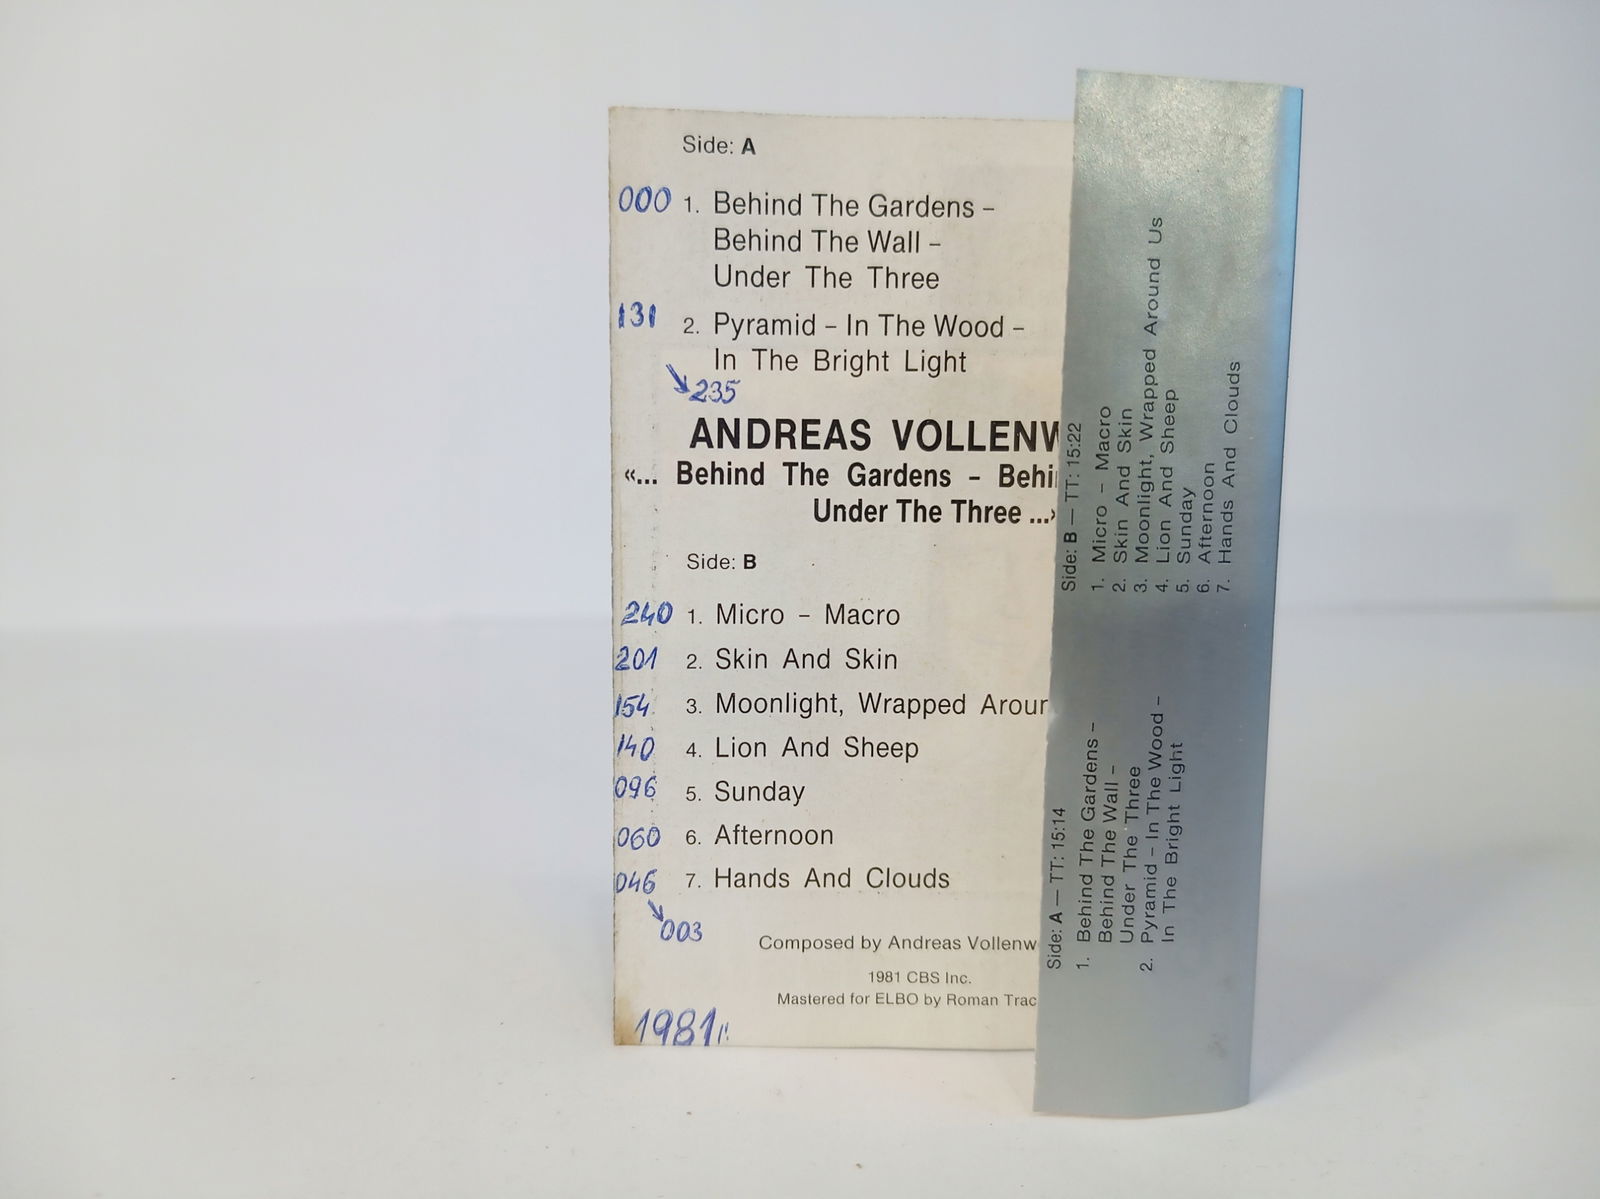 Side: A
000 1. Behind The Gardens –
Behind The Wall –
Under The Three
131 2. Pyramid – In The Wood –
In The Bright Light
235
ANDREAS VOLLENW
«... Behind The Gardens – Behi
Under The Three ...»
Side: B
240 1. Micro – Macro
201 2. Skin And Skin
154 3. Moonlight, Wrapped Aroun
140 4. Lion And Sheep
096 5. Sunday
060 6. Afternoon
046 7. Hands And Clouds
003
Composed by Andreas Vollenw
1981 CBS Inc.
Mastered for ELBO by Roman Trac
1981
Side: A — TT: 15:14
1. Behind The Gardens –
Behind The Wall –
Under The Three
2. Pyramid – In The Wood –
In The Bright Light
Side: B — TT: 15:22
1. Micro – Macro
2. Skin And Skin
3. Moonlight, Wrapped Around Us
4. Lion And Sheep
5. Sunday
6. Afternoon
7. Hands And Clouds